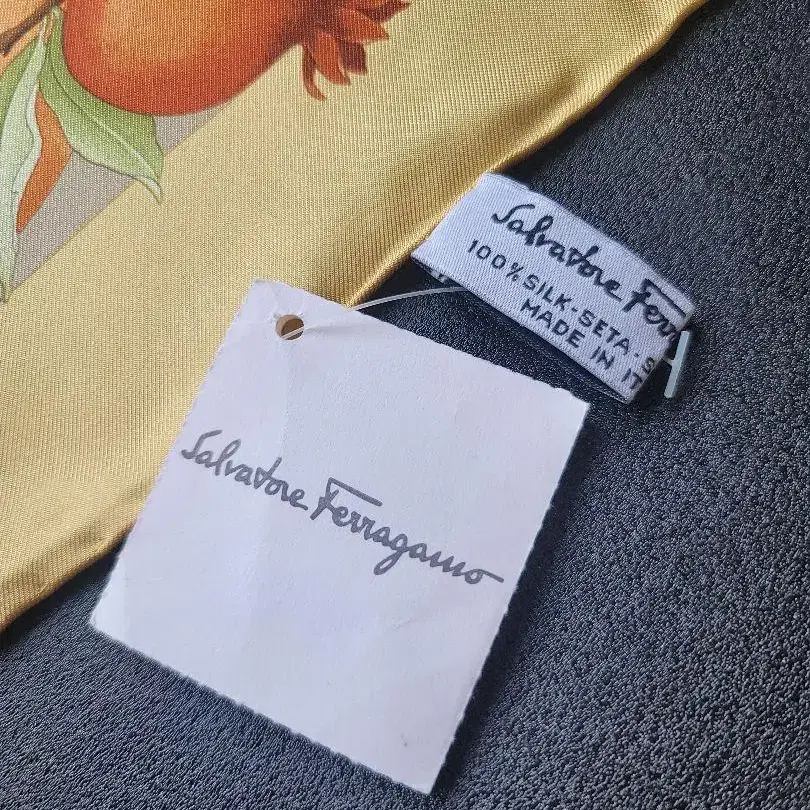 Salvatore Ferr
100% SILK-SETA-S
MADE IN IT
Salvatore Ferragamo